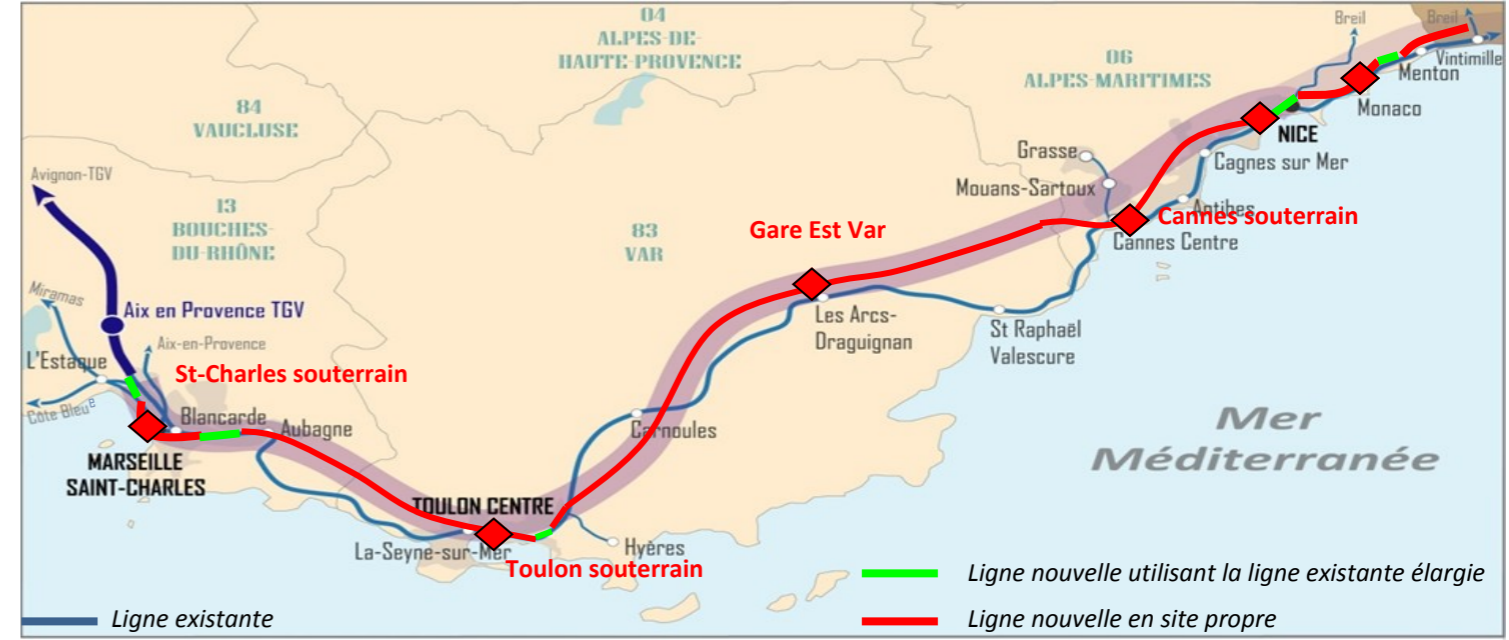 04
ALPES-DE-
HAUTE-PROVENCE
Breil
Breil
Vintimille
06
ALPES-MARITIMES
Menton
Monaco
84
VAUCLUSE
NICE
Grasse
Cagnes sur Mer
Avignon-TGV
Mouans-Sartoux
Antibes
Cannes souterrain
13
BOUCHES-
DU-RHÔNE
83
VAR
Gare Est Var
Cannes Centre
Miramas
Aix en Provence TGV
Les Arcs-
Draguignan
St Raphaël
Valescure
Aix-en-Provence
L'Estaque
St-Charles souterrain
Côte Bleue
Blancarde
Aubagne
Carnoules
Mer
Méditerranée
MARSEILLE
SAINT-CHARLES
TOULON CENTRE
La-Seyne-sur-Mer
Hyères
Toulon souterrain
Ligne nouvelle utilisant la ligne existante élargie
Ligne existante
Ligne nouvelle en site propre